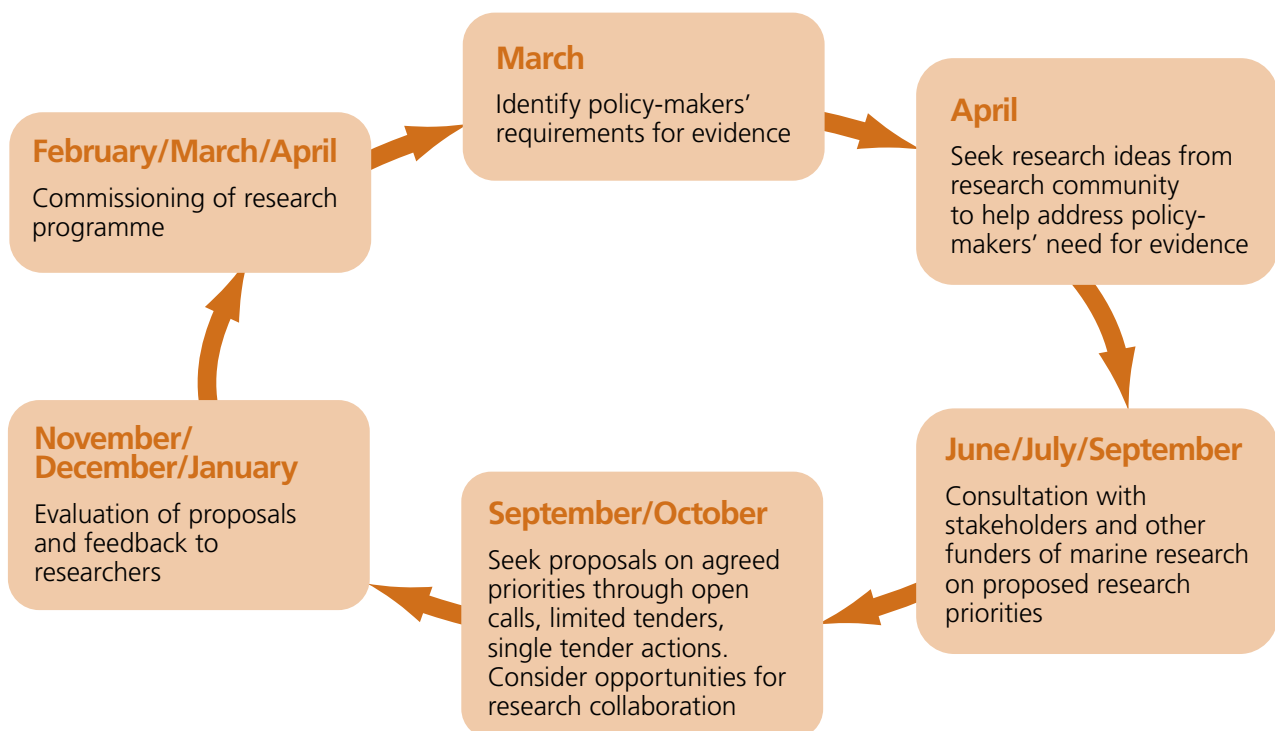 March
Identify policy-makers’
requirements for evidence
April
Seek research ideas from
research community
to help address policy-
makers’ need for evidence
June/July/September
Consultation with
stakeholders and other
funders of marine research
on proposed research
priorities
September/October
Seek proposals on agreed
priorities through open
calls, limited tenders,
single tender actions.
Consider opportunities for
research collaboration
November/
December/January
Evaluation of proposals
and feedback to
researchers
February/March/April
Commissioning of research
programme